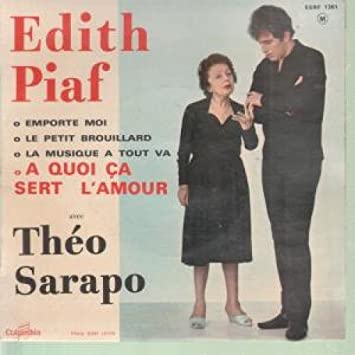 ESRF 1361
M
Edith
Piaf
o EMPORTE MOI
o LE PETIT BROUILLARD
o LA MUSIQUE A TOUT VA
o A QUOI ÇA
SERT L'AMOUR
avec
Théo
Sarapo
Columbia